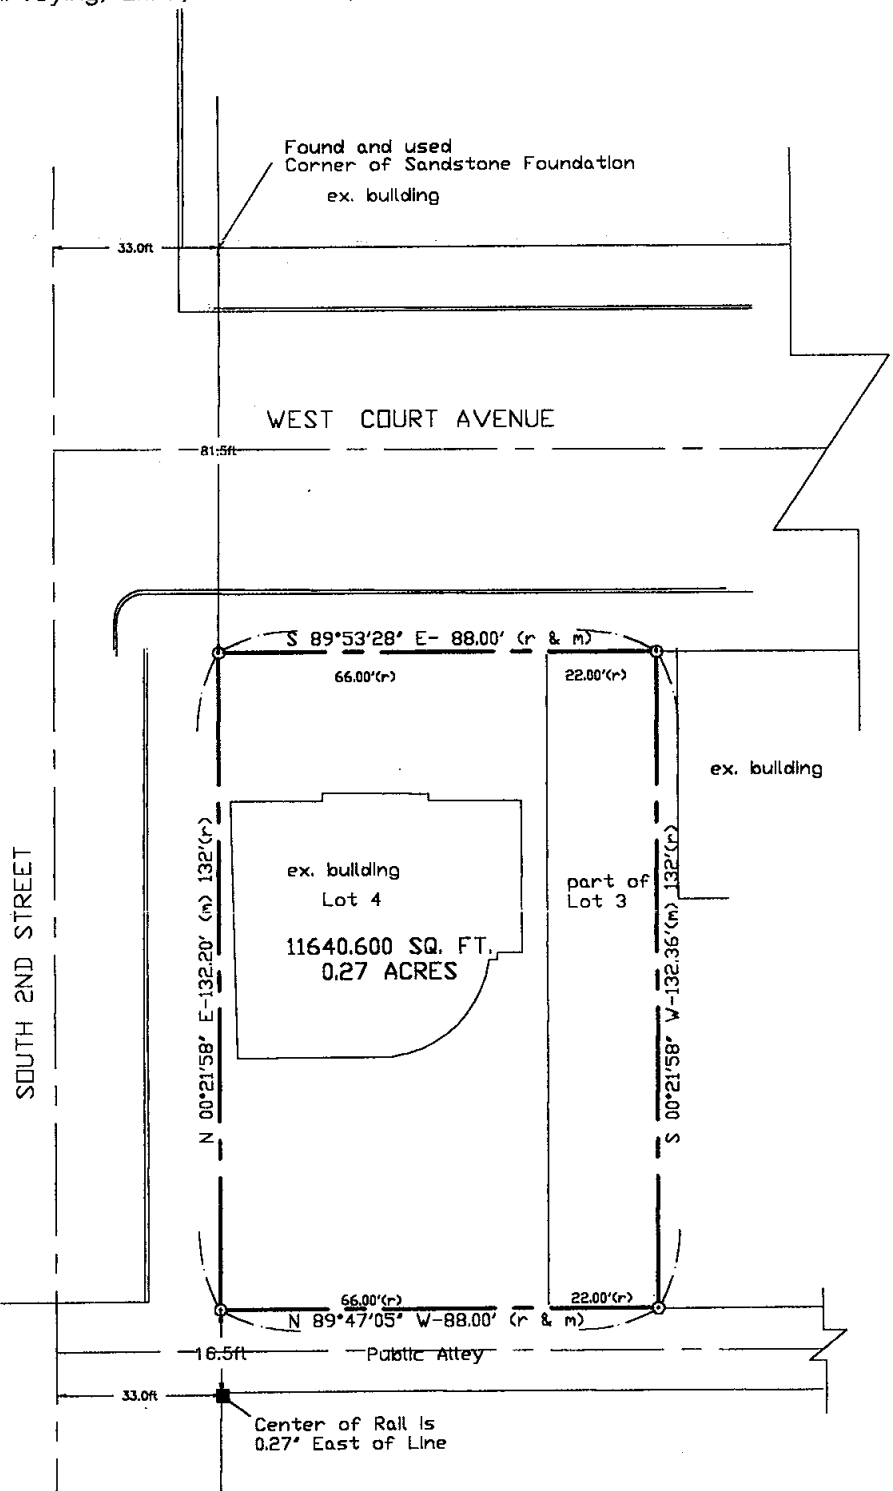 Found and used
Corner of Sandstone Foundation
ex. building
33.0ft
WEST COURT AVENUE
81.5ft
S 89°53'28" E- 88.00' (r & m)
66.00'(r)
22.00'(r)
ex. building
SOUTH 2ND STREET
N 00°21'58" E-132.20' (m) 132'(r)
ex. building
Lot 4
11640.600 SQ. FT.
0.27 ACRES
part of
Lot 3
S 00°21'58" W-132.36'(m) 132'(r)
66.00'(r)
22.00'(r)
N 89°47'05" W-88.00' (r & m)
16.5ft
Public Alley
33.0ft
Center of Rail is
0.27' East of Line